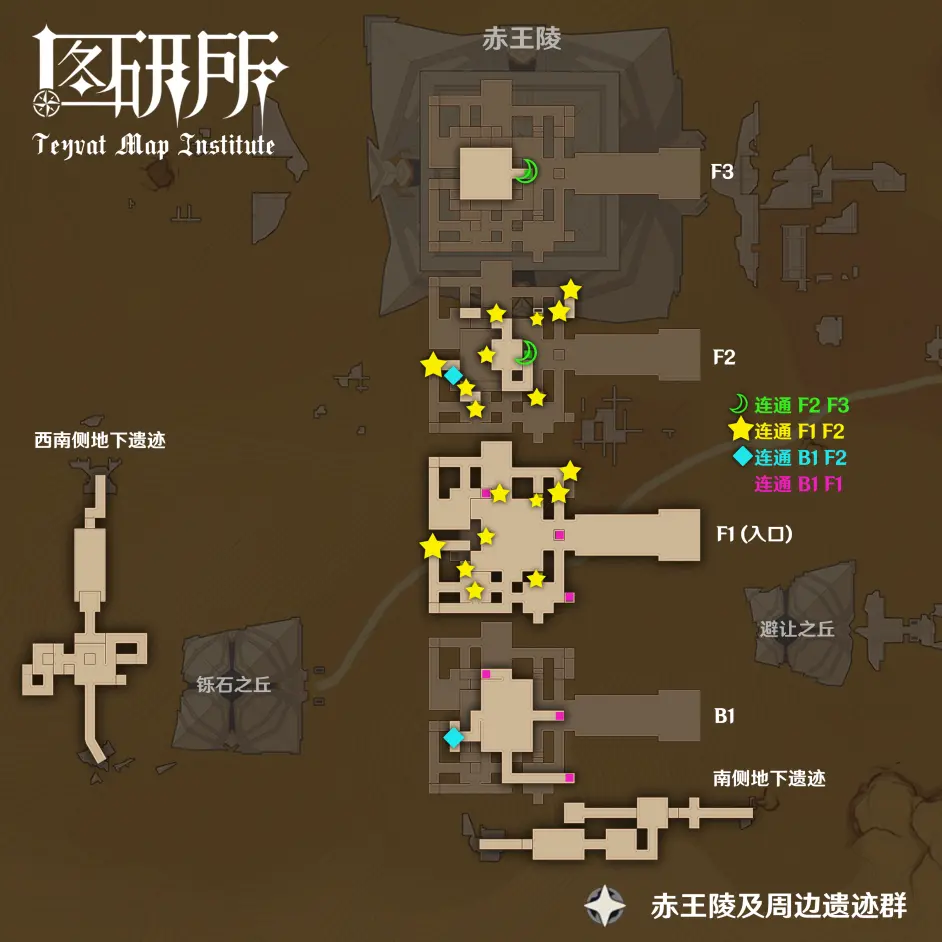 图研所
Teyvat Map Institute
赤王陵
F3
F2
连通 F2 F3
连通 F1 F2
连通 B1 F2
连通 B1 F1
西南侧地下遗迹
F1 (入口)
避让之丘
铄石之丘
B1
南侧地下遗迹
赤王陵及周边遗迹群